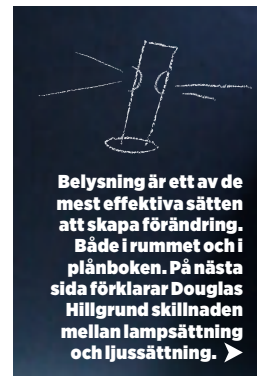 Belysning är ett av de
mest effektiva sätten
att skapa förändring.
Både i rummet och i
plånboken. På nästa
sida förklarar Douglas
Hillgrund skillnaden
mellan lampsättning
och ljussättning. ➤